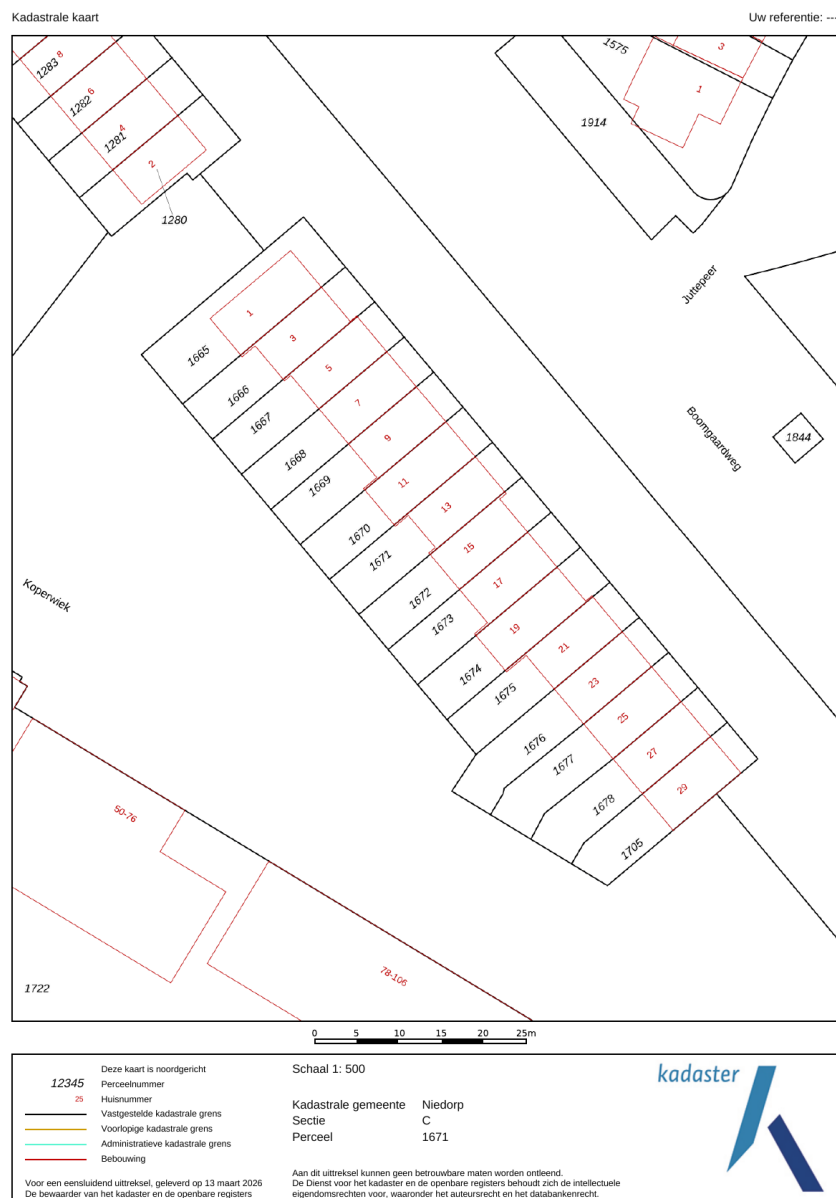 Kadastrale kaart
Uw referentie: ---
8
1283
6
1282
4
1281
2
1280
1575
3
1
1914
Juttepeer
Boomgaardweg
1844
Koperwiek
1
1665
3
1666
5
1667
7
1668
9
1669
11
1670
13
1671
15
1672
17
1673
19
1674
21
1675
23
1676
25
1677
27
1678
29
1705
50-76
78-106
1722
0 5 10 15 20 25m
Deze kaart is noordgericht
12345 Perceelnummer
25 Huisnummer
Vastgestelde kadastrale grens
Voorlopige kadastrale grens
Administratieve kadastrale grens
Bebouwing
Voor een eensluidend uittreksel, geleverd op 13 maart 2026
De bewaarder van het kadaster en de openbare registers
Schaal 1: 500
Kadastrale gemeente Niedorp
Sectie C
Perceel 1671
Aan dit uittreksel kunnen geen betrouwbare maten worden ontleend.
De Dienst voor het kadaster en de openbare registers behoudt zich de intellectuele
eigendomsrechten voor, waaronder het auteursrecht en het databankenrecht.
kadaster